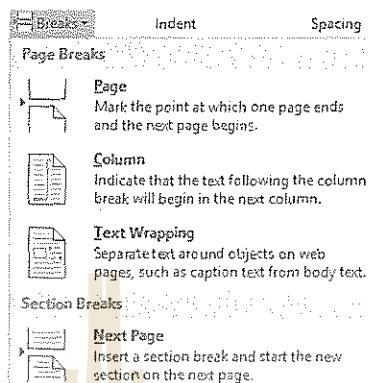 Breaks Indent Spacing
Page Breaks
Page
Mark the point at which one page ends
and the next page begins.
Column
Indicate that the text following the column
break will begin in the next column.
Text Wrapping
Separate text around objects on web
pages, such as caption text from body text.
Section Breaks
Next Page
Insert a section break and start the new
section on the next page.